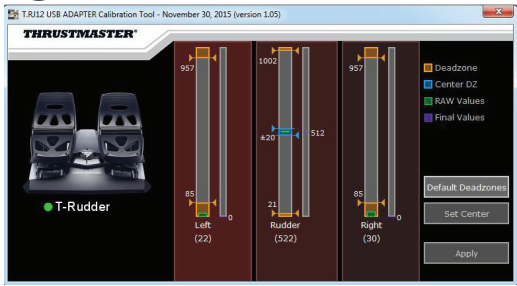 T.RJ12 USB ADAPTER Calibration Tool - November 30, 2015 (version 1.05)
THRUSTMASTER®
957
1002
957
Deadzone
Center DZ
RAW Values
Final Values
±20
512
85
21
85
Default Deadzones
T-Rudder
0
0
Set Center
Left
Rudder
Right
(22)
(522)
(30)
Apply